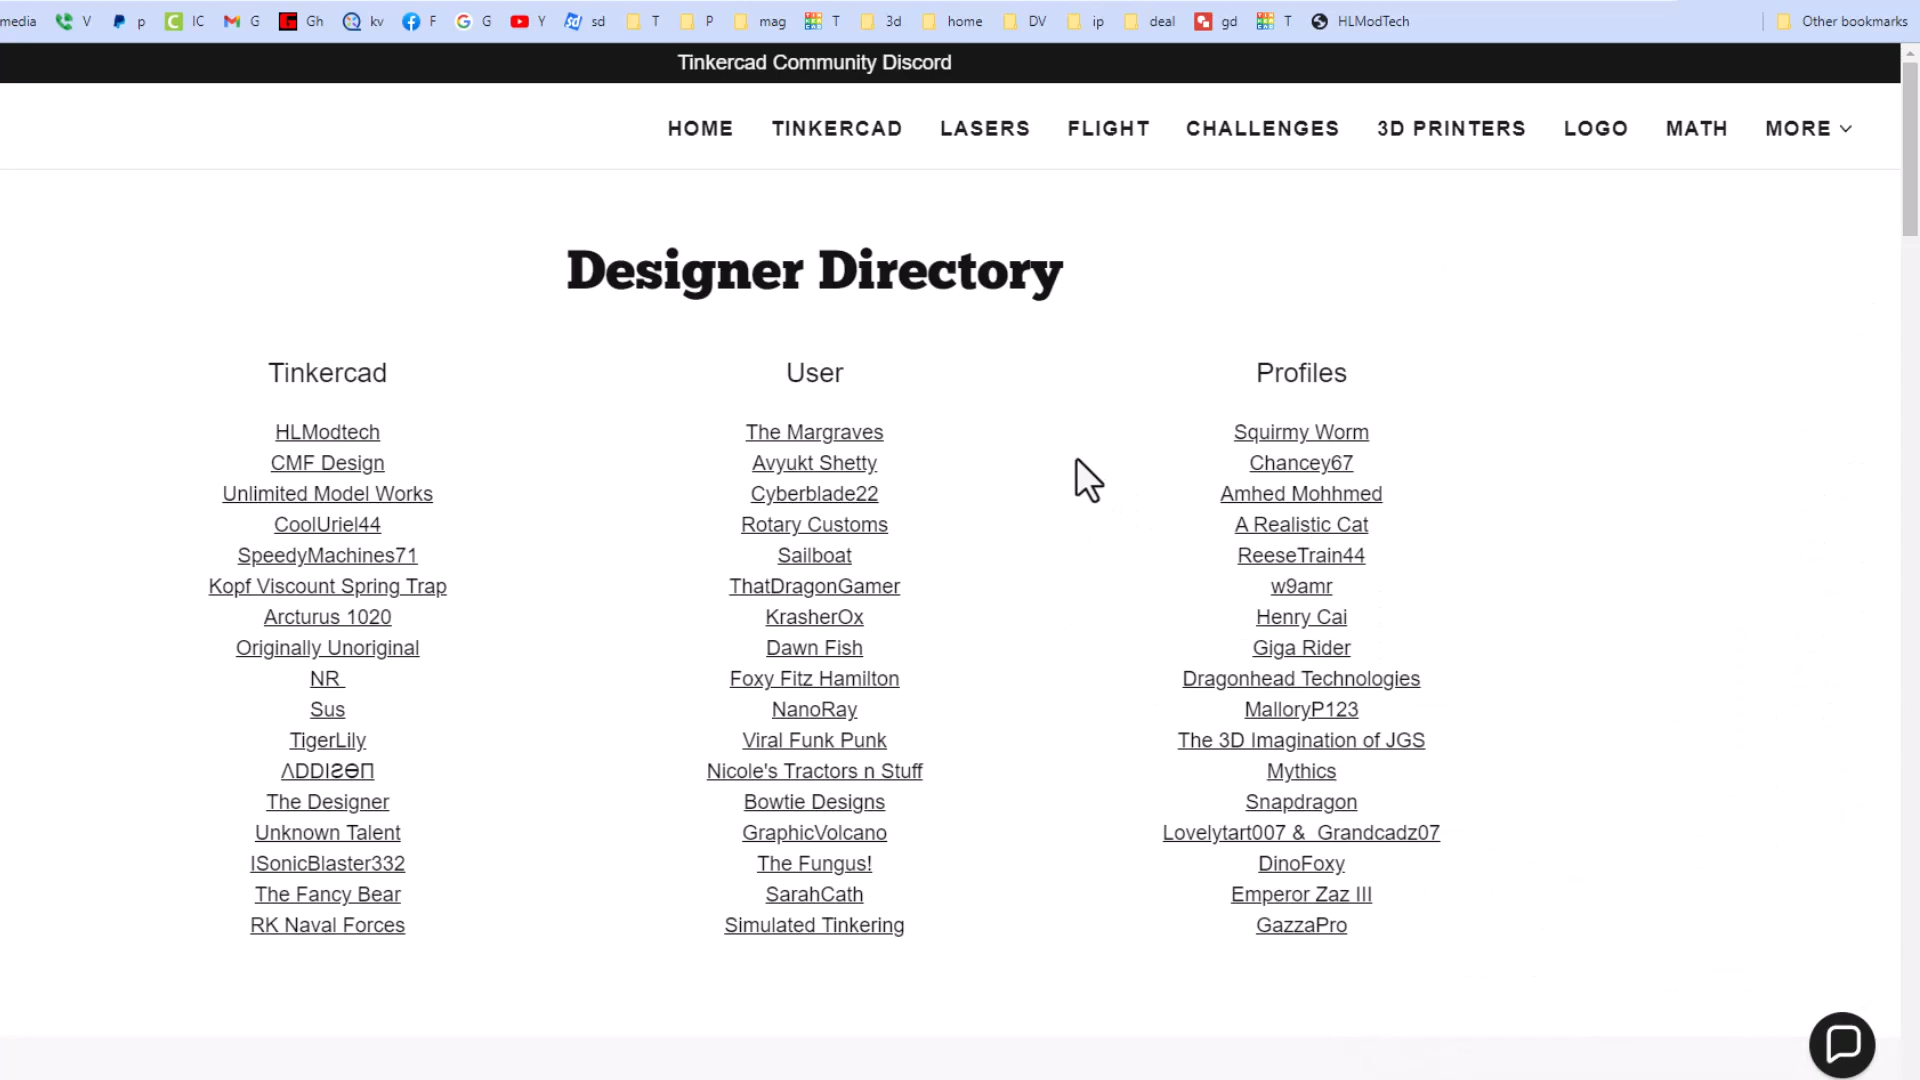 media V p IC G Gh kv F G Y sd T P mag T 3d home DV ip deal gd T HLModTech Other bookmarks
Tinkercad Community Discord
HOME TINKERCAD LASERS FLIGHT CHALLENGES 3D PRINTERS LOGO MATH MORE
Designer Directory
Tinkercad
HLModtech
CMF Design
Unlimited Model Works
CoolUriel44
SpeedyMachines71
Kopf Viscount Spring Trap
Arcturus 1020
Originally Unoriginal
NR
Sus
TigerLily
ΛDDIƧӨП
The Designer
Unknown Talent
ISonicBlaster332
The Fancy Bear
RK Naval Forces
User
The Margraves
Avyukt Shetty
Cyberblade22
Rotary Customs
Sailboat
ThatDragonGamer
KrasherOx
Dawn Fish
Foxy Fitz Hamilton
NanoRay
Viral Funk Punk
Nicole's Tractors n Stuff
Bowtie Designs
GraphicVolcano
The Fungus!
SarahCath
Simulated Tinkering
Profiles
Squirmy Worm
Chancey67
Amhed Mohhmed
A Realistic Cat
ReeseTrain44
w9amr
Henry Cai
Giga Rider
Dragonhead Technologies
MalloryP123
The 3D Imagination of JGS
Mythics
Snapdragon
Lovelytart007 & Grandcadz07
DinoFoxy
Emperor Zaz III
GazzaPro